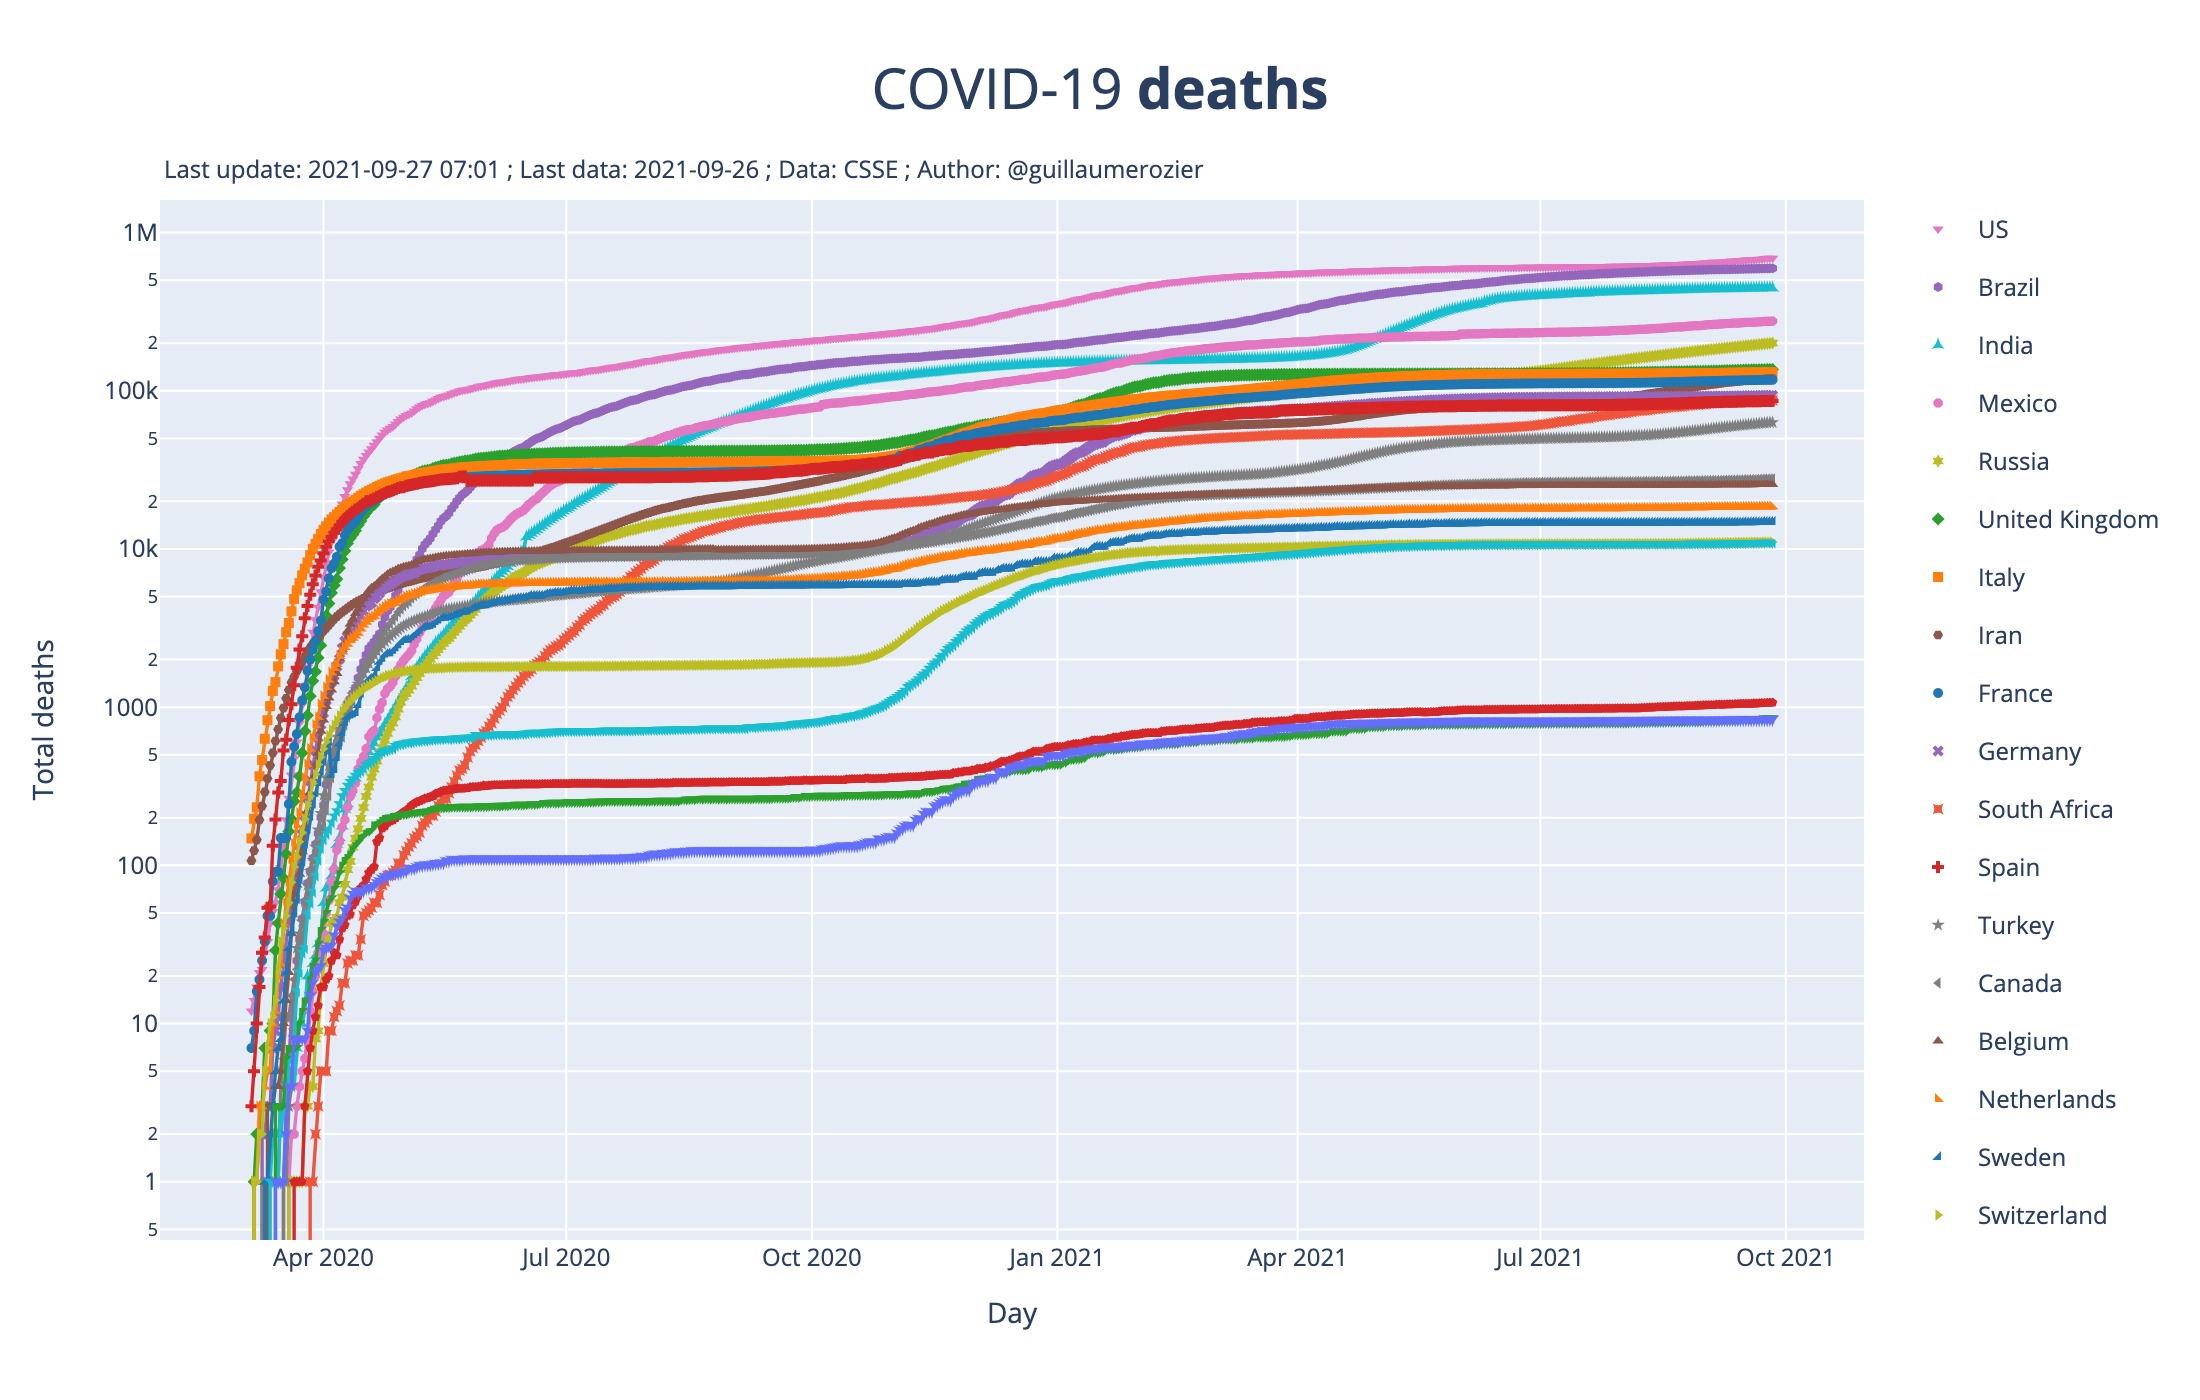 COVID-19 deaths
Last update: 2021-09-27 07:01 ; Last data: 2021-09-26 ; Data: CSSE ; Author: @guillaumerozier
Total deaths
1M
5
2
100k
5
2
10k
5
2
1000
5
2
100
5
2
10
5
2
1
5
Apr 2020
Jul 2020
Oct 2020
Jan 2021
Apr 2021
Jul 2021
Oct 2021
Day
US
Brazil
India
Mexico
Russia
United Kingdom
Italy
Iran
France
Germany
South Africa
Spain
Turkey
Canada
Belgium
Netherlands
Sweden
Switzerland